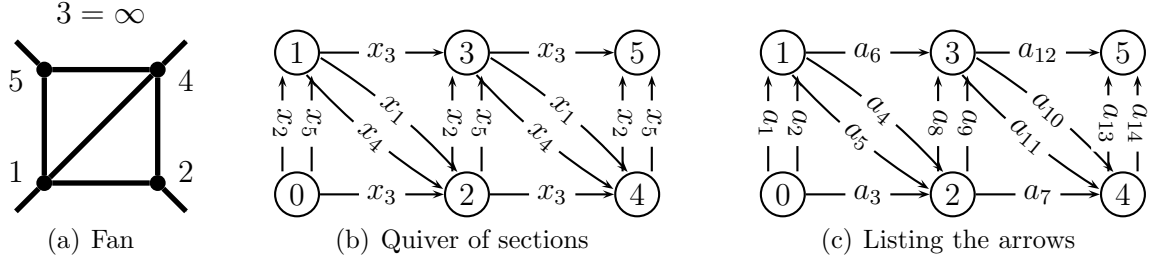 3 = ∞
5
4
1
2
(a) Fan
1 x₃ 3 x₃ 5
x₂ x₅ x₁ x₄ x₂ x₅ x₁ x₄ x₂ x₅
0 x₃ 2 x₃ 4
(b) Quiver of sections
1 a₆ 3 a₁₂ 5
a₁ a₂ a₄ a₅ a₈ a₉ a₁₀ a₁₁ a₁₃ a₁₄
0 a₃ 2 a₇ 4
(c) Listing the arrows